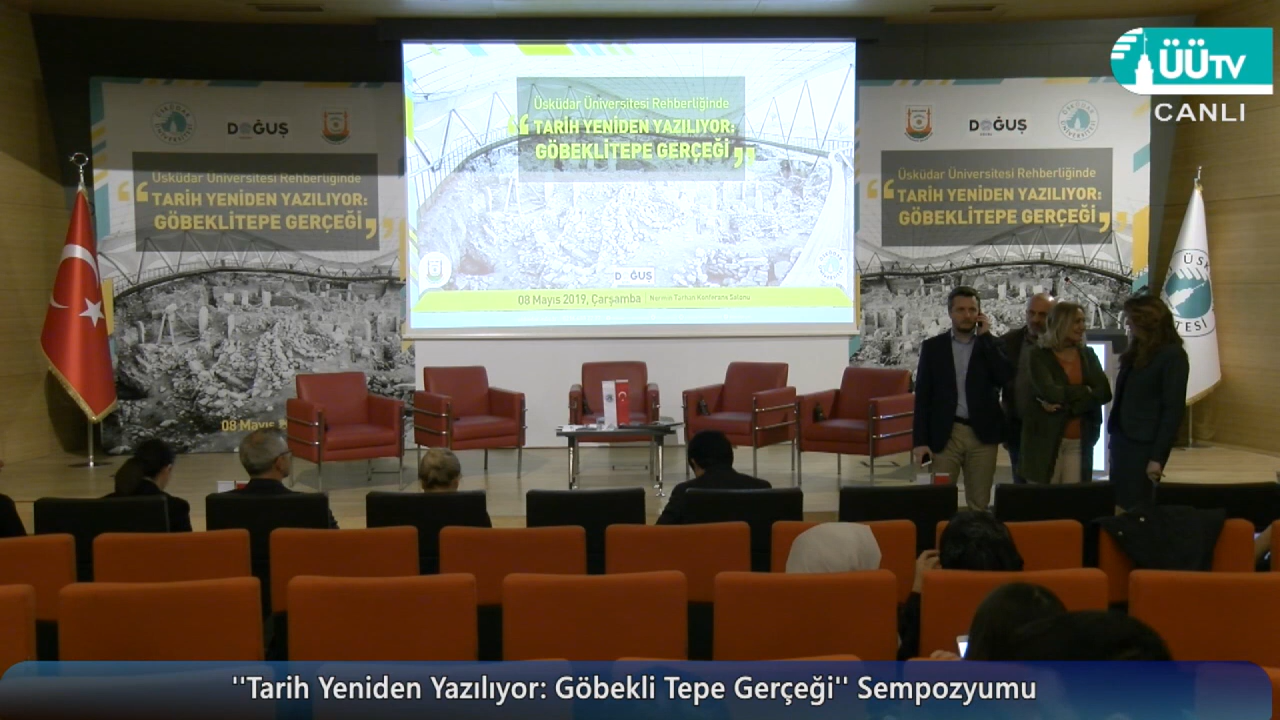 ÜÜTV
CANLI
DOĞUŞ
Üsküdar Üniversitesi Rehberliğinde
TARİH YENİDEN YAZILIYOR:
GÖBEKLİTEPE GERÇEĞİ
08 Mayıs
Üsküdar Üniversitesi Rehberliğinde
“TARİH YENİDEN YAZILIYOR:
GÖBEKLİTEPE GERÇEĞİ”
DOĞUŞ
08 Mayıs 2019, Çarşamba
DOĞUŞ
Üsküdar Üniversitesi Rehberliğinde
“TARİH YENİDEN YAZILIYOR:
GÖBEKLİTEPE GERÇEĞİ”
''Tarih Yeniden Yazılıyor: Göbekli Tepe Gerçeği'' Sempozyumu